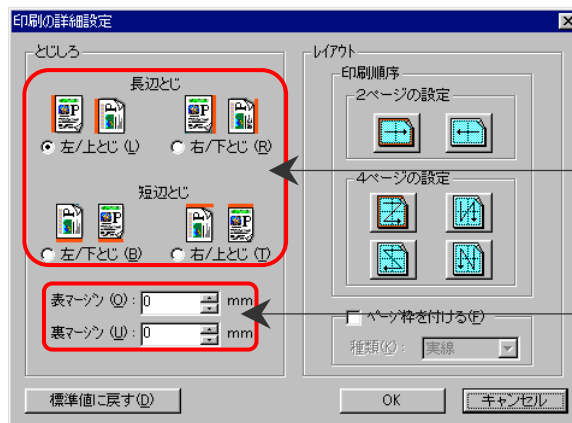 印刷の詳細設定
とじしろ
長辺とじ
左/上とじ (L)
右/下とじ (R)
短辺とじ
左/下とじ (B)
右/上とじ (T)
表マージン (O) : 0 mm
裏マージン (U) : 0 mm
標準値に戻す(D)
レイアウト
印刷順序
2ページの設定
4ページの設定
ページ枠を付ける(F)
種類(K) : 実線
OK
キャンセル